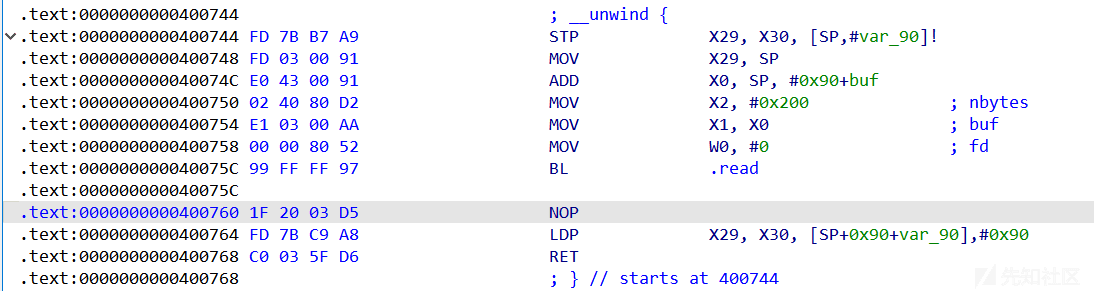 .text:0000000000400744 ; __unwind {
.text:0000000000400744 FD 7B B7 A9 STP X29, X30, [SP,#var_90]!
.text:0000000000400748 FD 03 00 91 MOV X29, SP
.text:000000000040074C E0 43 00 91 ADD X0, SP, #0x90+buf
.text:0000000000400750 02 40 80 D2 MOV X2, #0x200 ; nbytes
.text:0000000000400754 E1 03 00 AA MOV X1, X0 ; buf
.text:0000000000400758 00 00 80 52 MOV W0, #0 ; fd
.text:000000000040075C 99 FF FF 97 BL .read
.text:000000000040075C
.text:0000000000400760 1F 20 03 D5 NOP
.text:0000000000400764 FD 7B C9 A8 LDP X29, X30, [SP+0x90+var_90],#0x90
.text:0000000000400768 C0 03 5F D6 RET
.text:0000000000400768 ; } // starts at 400744
先知社区